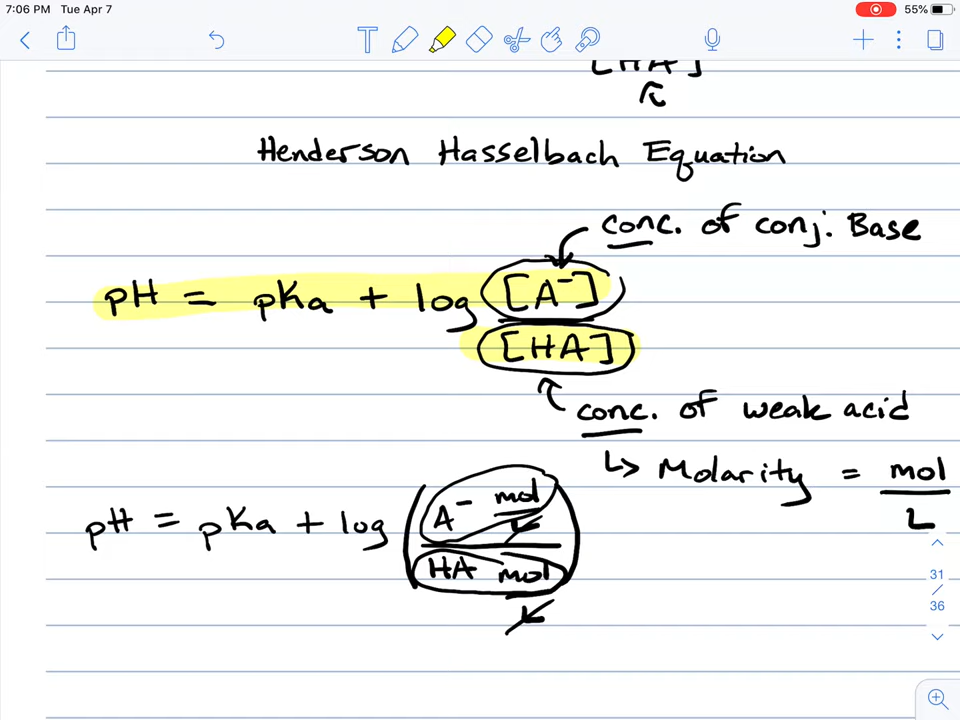 7:06 PM Tue Apr 7
55%
[HA]
Henderson Hasselbach Equation
conc. of conj. Base
pH = pKa + log [A⁻]
[HA]
conc. of weak acid
↳ Molarity = mol
L
pH = pKa + log ( A⁻ mol
L
HA mol )
L
31
/
36